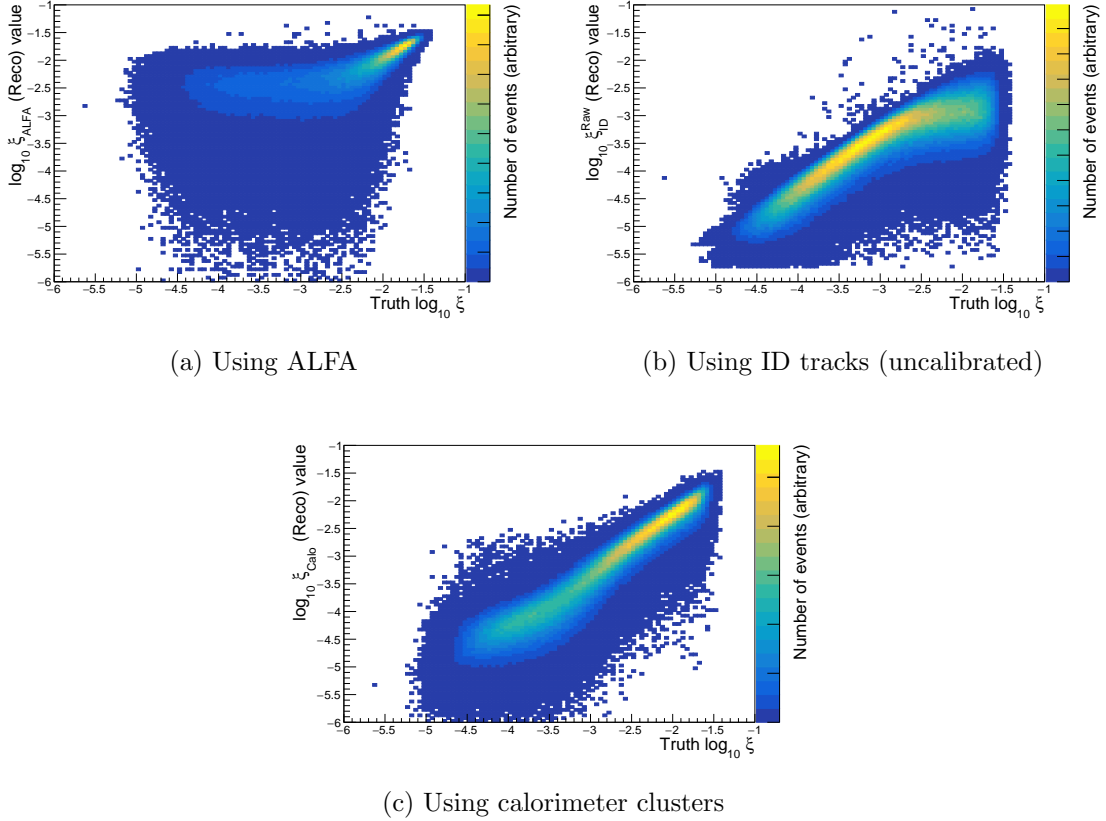 −1
−1.5
−2
−2.5
−3
−3.5
−4
−4.5
−5
−5.5
−6
log₁₀ ξ_ALFA (Reco) value
−6 −5.5 −5 −4.5 −4 −3.5 −3 −2.5 −2 −1.5 −1
Truth log₁₀ ξ
Number of events (arbitrary)
(a) Using ALFA
−1
−1.5
−2
−2.5
−3
−3.5
−4
−4.5
−5
−5.5
−6
log₁₀ ξ_ID^Raw (Reco) value
−6 −5.5 −5 −4.5 −4 −3.5 −3 −2.5 −2 −1.5 −1
Truth log₁₀ ξ
Number of events (arbitrary)
(b) Using ID tracks (uncalibrated)
−1
−1.5
−2
−2.5
−3
−3.5
−4
−4.5
−5
−5.5
−6
log₁₀ ξ_Calo (Reco) value
−6 −5.5 −5 −4.5 −4 −3.5 −3 −2.5 −2 −1.5 −1
Truth log₁₀ ξ
Number of events (arbitrary)
(c) Using calorimeter clusters